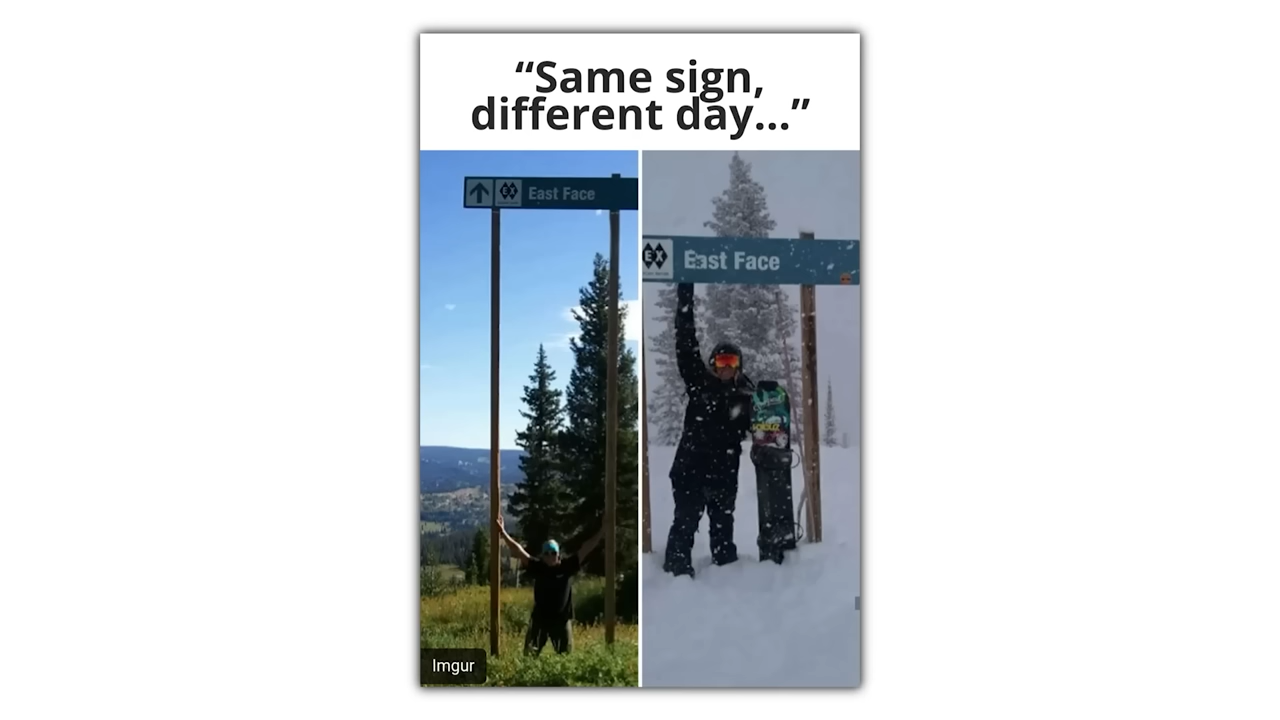 “Same sign,
different day...”
EX
East Face
EX
East Face
Imgur